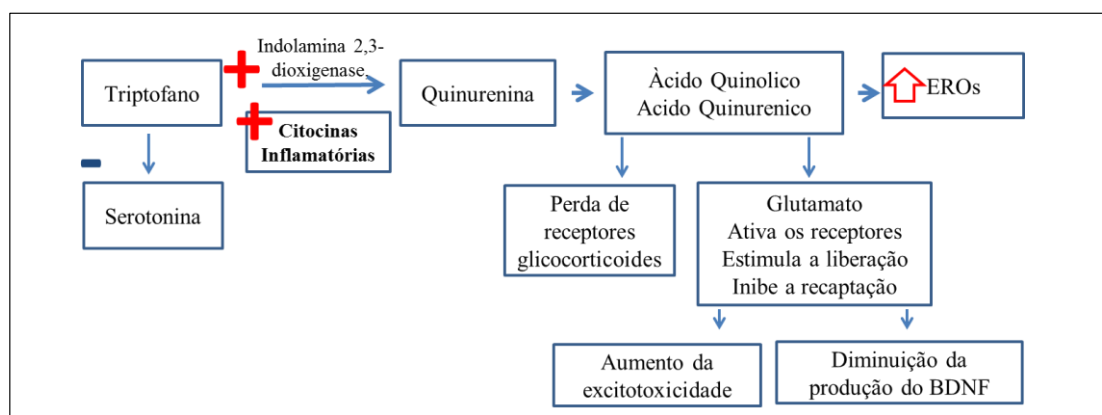 Triptofano
Indolamina 2,3-
dioxigenase
Citocinas
Inflamatórias
Serotonina
Quinurenina
Àcido Quinolico
Acido Quinurenico
EROs
Perda de
receptores
glicocorticoides
Glutamato
Ativa os receptores
Estimula a liberação
Inibe a recaptação
Aumento da
excitotoxicidade
Diminuição da
produção do BDNF